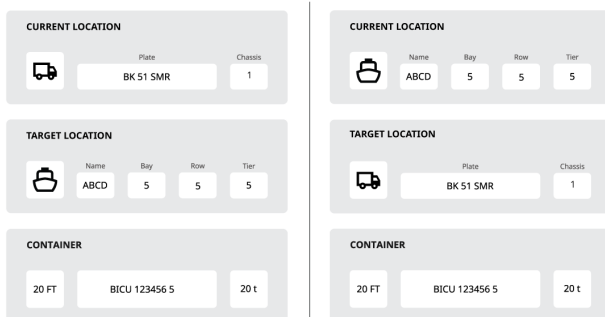 CURRENT LOCATION
Plate Chassis
BK 51 SMR 1
TARGET LOCATION
Name Bay Row Tier
ABCD 5 5 5
CONTAINER
20 FT BICU 123456 5 20 t
CURRENT LOCATION
Name Bay Row Tier
ABCD 5 5 5
TARGET LOCATION
Plate Chassis
BK 51 SMR 1
CONTAINER
20 FT BICU 123456 5 20 t